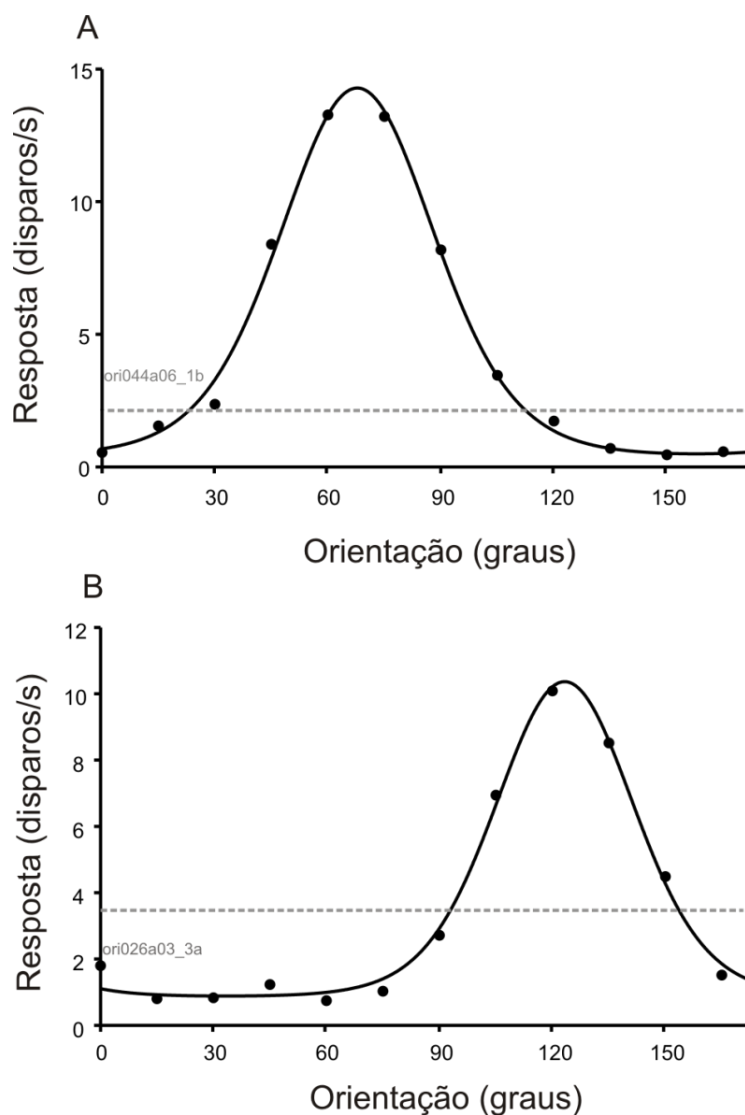 A
15
10
5
0
Resposta (disparos/s)
ori044a06_1b
0 30 60 90 120 150
Orientação (graus)
B
12
10
8
6
4
2
0
Resposta (disparos/s)
ori026a03_3a
0 30 60 90 120 150
Orientação (graus)